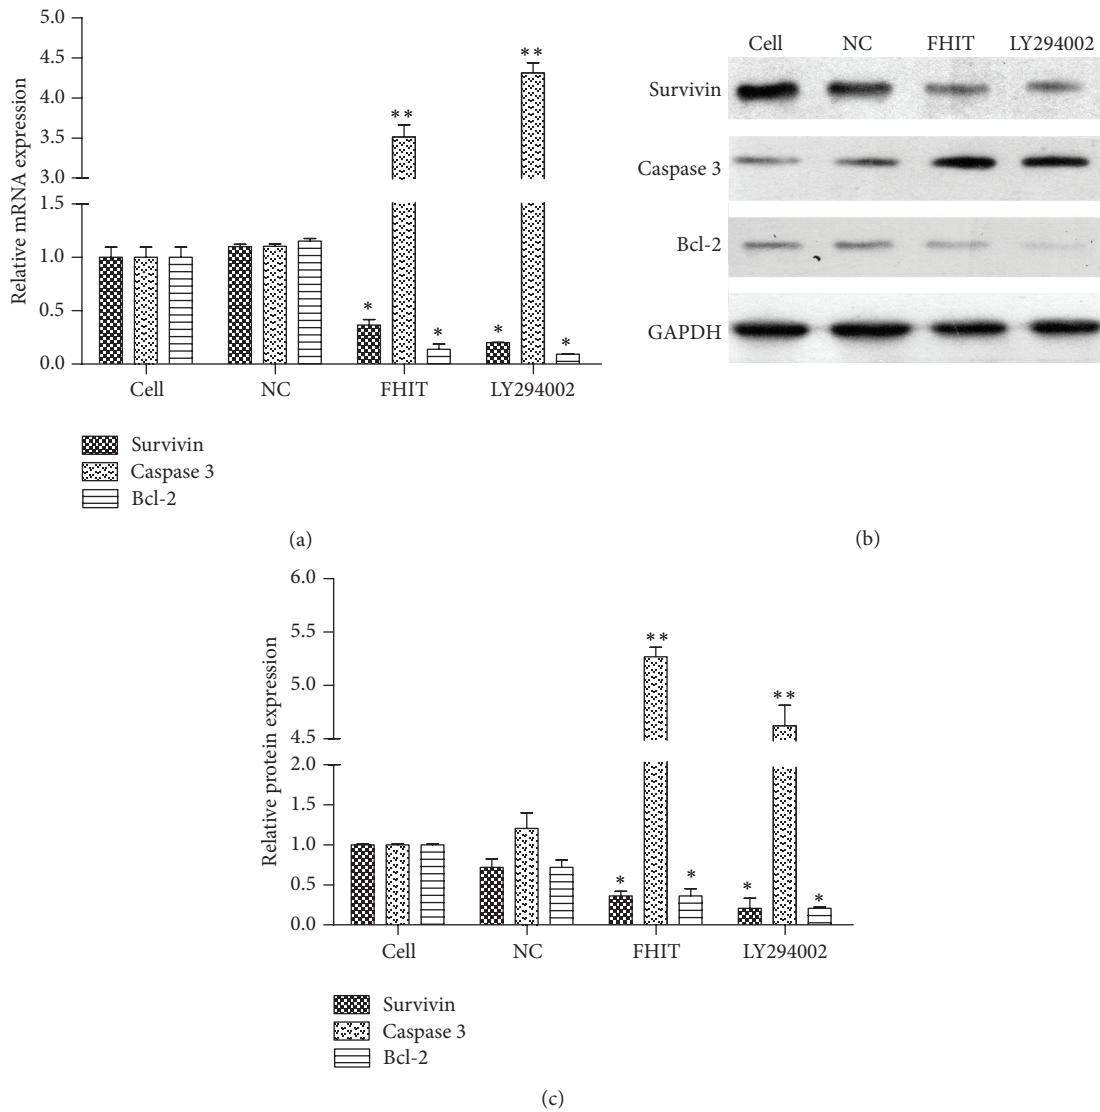 Relative mRNA expression
5.0
4.5
4.0
3.5
3.0
1.5
1.0
0.5
0.0
** **
* * * *
Cell NC FHIT LY294002
Survivin
Caspase 3
Bcl-2
(a)
Cell NC FHIT LY294002
Survivin
Caspase 3
Bcl-2
GAPDH
(b)
Relative protein expression
6.0
5.5
5.0
4.5
2.0
1.5
1.0
0.5
0.0
** **
* * * *
Cell NC FHIT LY294002
Survivin
Caspase 3
Bcl-2
(c)